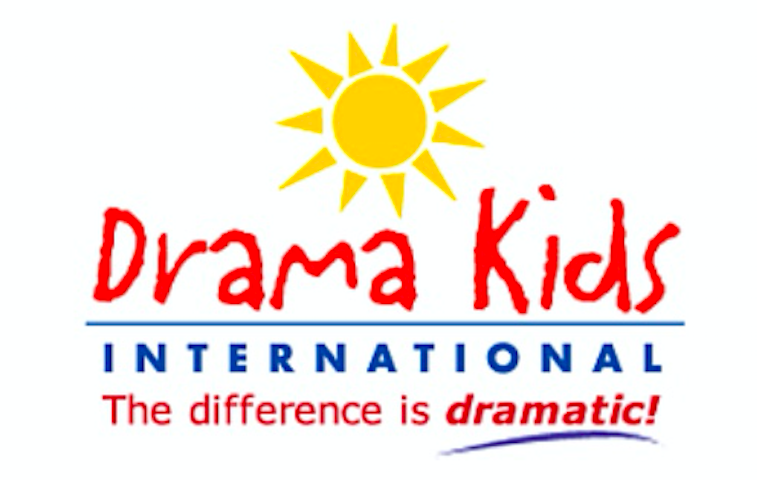 Drama Kids
INTERNATIONAL
The difference is dramatic!